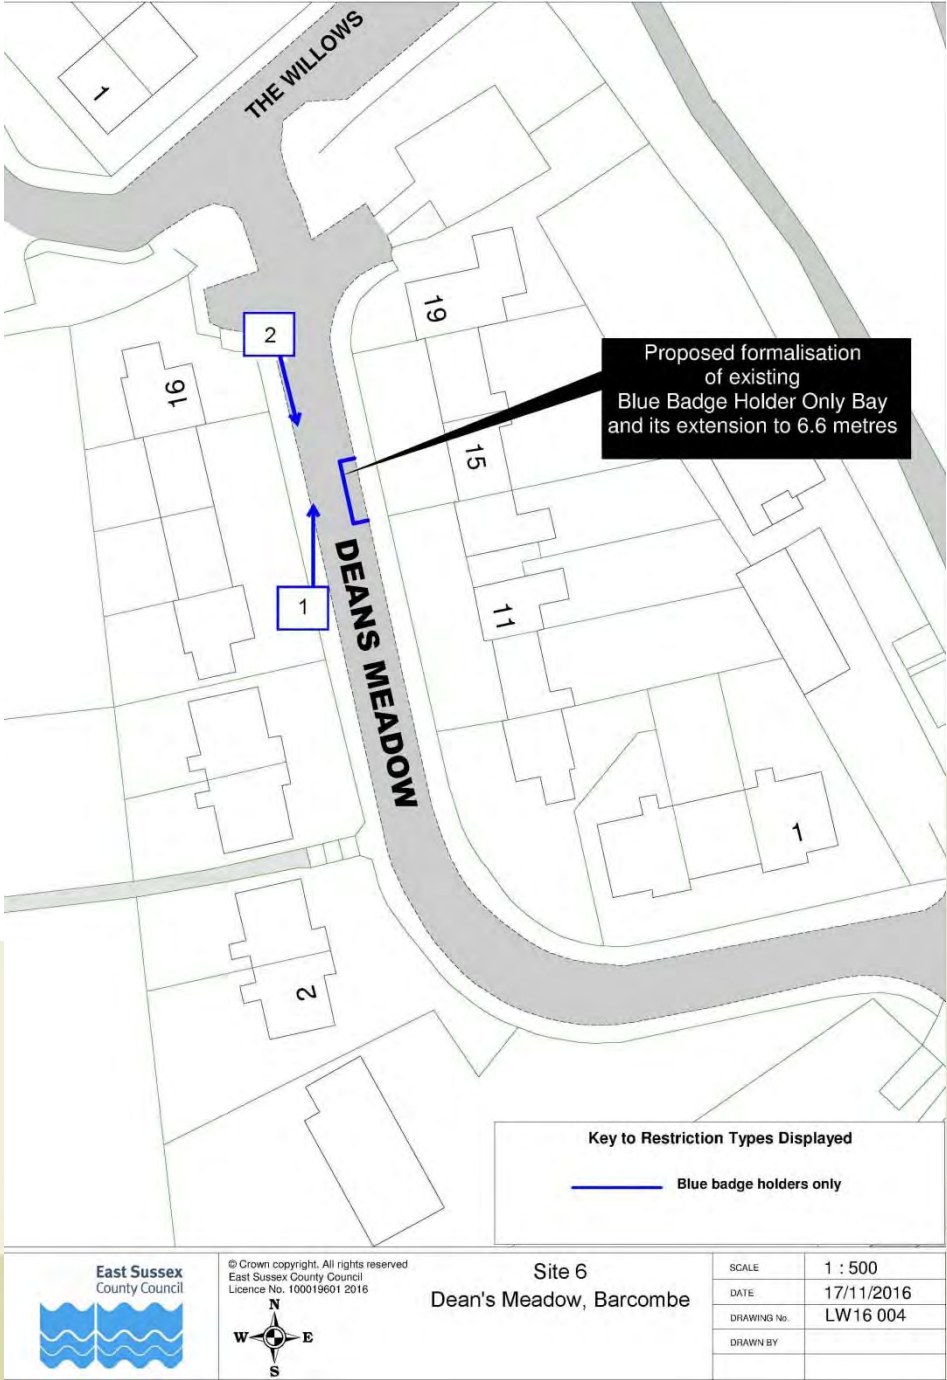 THE WILLOWS
1
19
2
16
Proposed formalisation
of existing
Blue Badge Holder Only Bay
and its extension to 6.6 metres
15
1
DEANS MEADOW
11
1
2
Key to Restriction Types Displayed
Blue badge holders only
East Sussex
County Council
© Crown copyright. All rights reserved
East Sussex County Council
Licence No. 100019601 2016
N
W E
S
Site 6
Dean's Meadow, Barcombe
SCALE 1 : 500
DATE 17/11/2016
DRAWING No. LW16 004
DRAWN BY